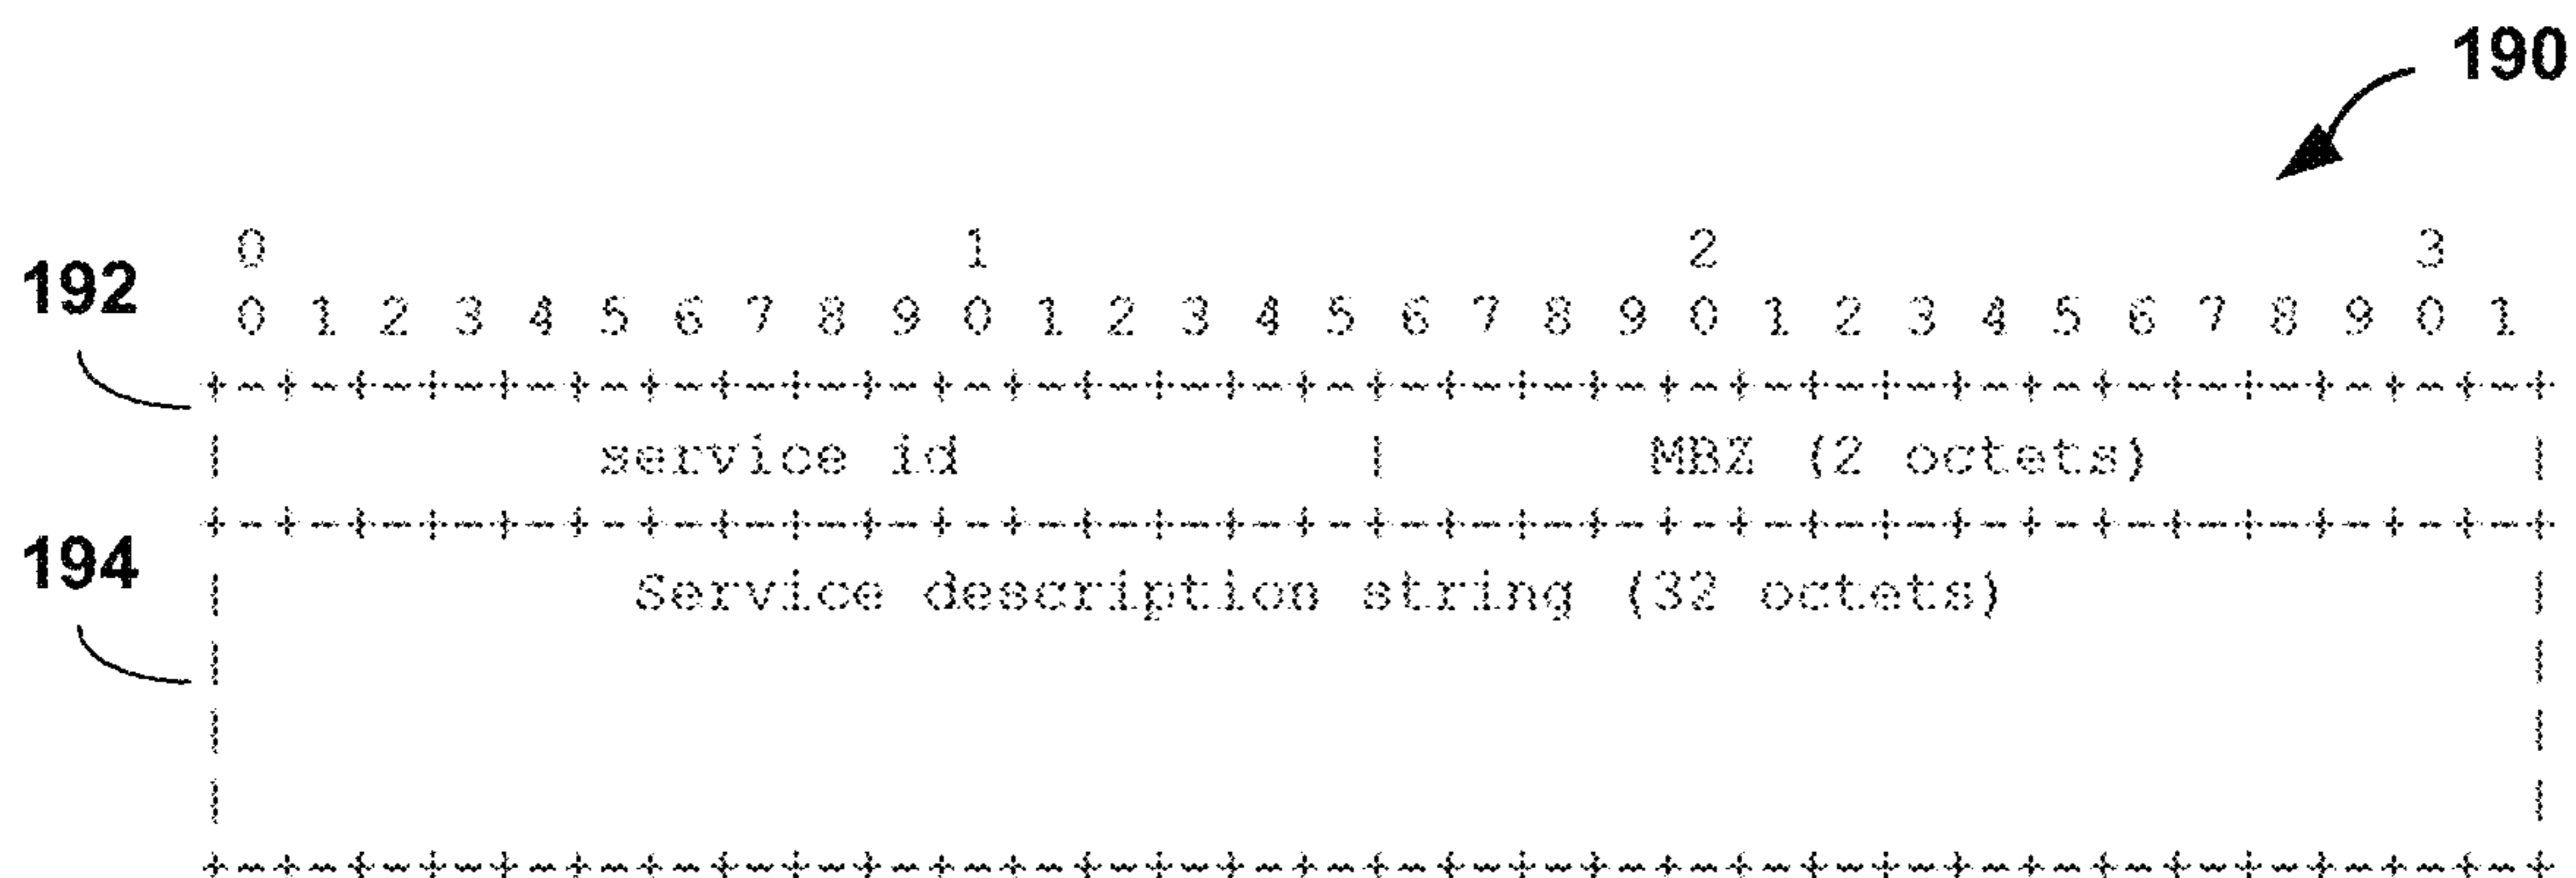 190
0 1 2 3
192
0 1 2 3 4 5 6 7 8 9 0 1 2 3 4 5 6 7 8 9 0 1 2 3 4 5 6 7 8 9 0 1
+-+-+-+-+-+-+-+-+-+-+-+-+-+-+-+-+-+-+-+-+-+-+-+-+-+-+-+-+-+-+-+-+
| service id | MBZ (2 octets) |
+-+-+-+-+-+-+-+-+-+-+-+-+-+-+-+-+-+-+-+-+-+-+-+-+-+-+-+-+-+-+-+-+
194
| Service description string (32 octets) |
| |
| |
| |
+-+-+-+-+-+-+-+-+-+-+-+-+-+-+-+-+-+-+-+-+-+-+-+-+-+-+-+-+-+-+-+-+